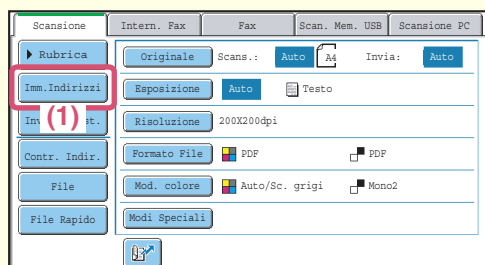 Scansione Intern. Fax Fax Scan. Mem. USB Scansione PC
Rubrica Originale Scans.: Auto A4 Invia: Auto
Imm.Indirizzi Esposizione Auto Testo
(1) st. Risoluzione 200X200dpi
Contr. Indir. Formato File PDF PDF
File Mod. colore Auto/Sc. grigi Mono2
File Rapido Modi Speciali